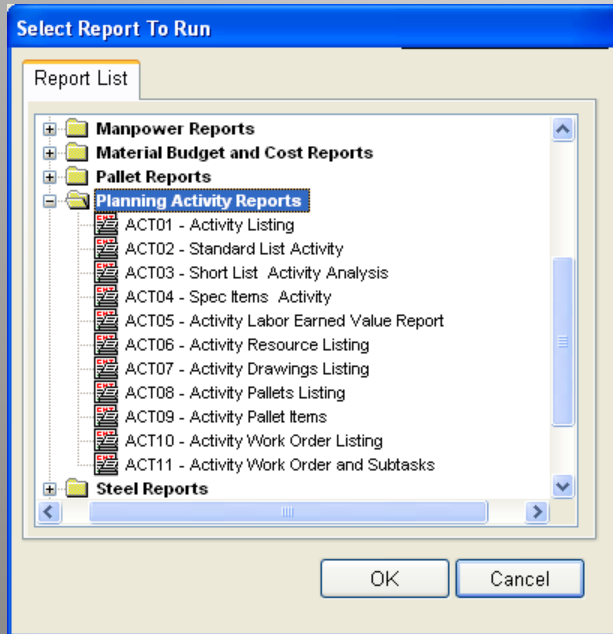 Select Report To Run
Report List
Manpower Reports
Material Budget and Cost Reports
Pallet Reports
Planning Activity Reports
ACT01 - Activity Listing
ACT02 - Standard List Activity
ACT03 - Short List  Activity Analysis
ACT04 - Spec Items  Activity
ACT05 - Activity Labor Earned Value Report
ACT06 - Activity Resource Listing
ACT07 - Activity Drawings Listing
ACT08 - Activity Pallets Listing
ACT09 - Activity Pallet Items
ACT10 - Activity Work Order Listing
ACT11 - Activity Work Order and Subtasks
Steel Reports
OK Cancel